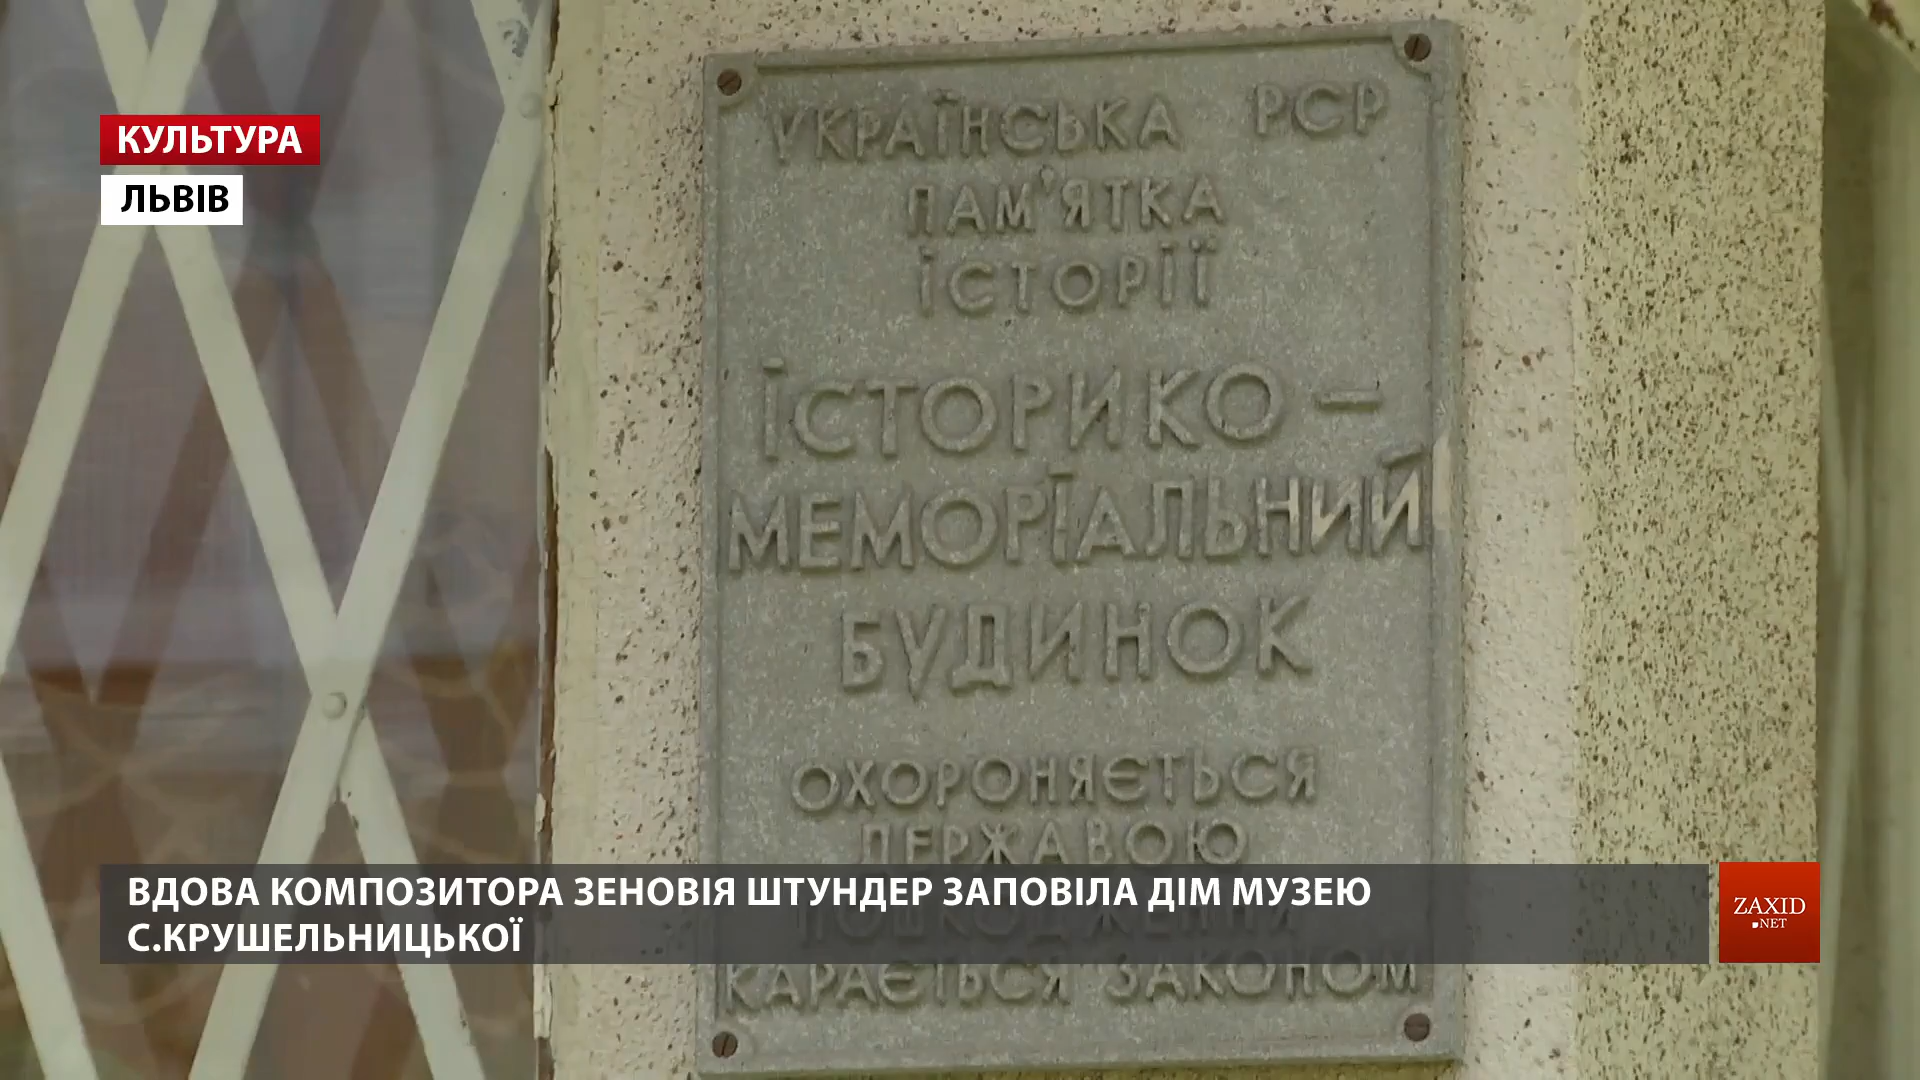 КУЛЬТУРА
ЛЬВІВ
УКРАЇНСЬКА РСР
ПАМ'ЯТКА
ІСТОРІЇ
ІСТОРИКО –
МЕМОРІАЛЬНИЙ
БУДИНОК
ОХОРОНЯЄТЬСЯ
ДЕРЖАВОЮ
ПОШКОДЖЕННЯ
КАРАЄТЬСЯ ЗАКОНОМ
ВДОВА КОМПОЗИТОРА ЗЕНОВІЯ ШТУНДЕР ЗАПОВІЛА ДІМ МУЗЕЮ
С.КРУШЕЛЬНИЦЬКОЇ
ZAXID
.NET